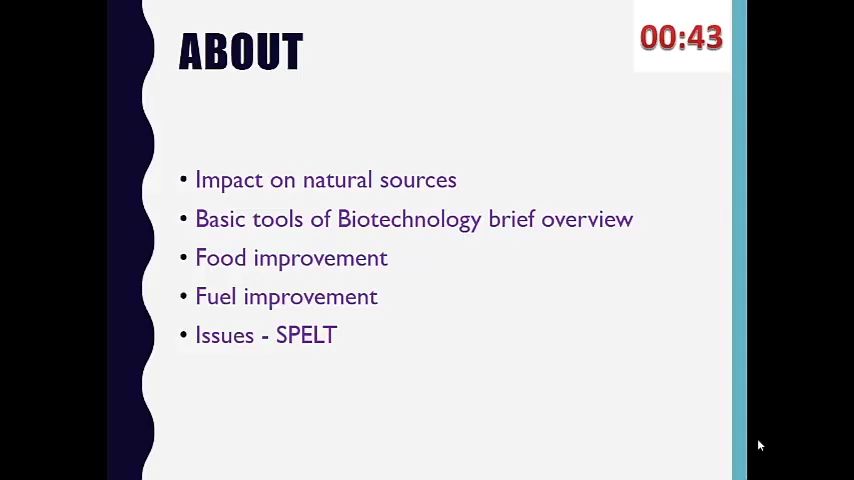 ABOUT
00:43
• Impact on natural sources
• Basic tools of Biotechnology brief overview
• Food improvement
• Fuel improvement
• Issues - SPELT